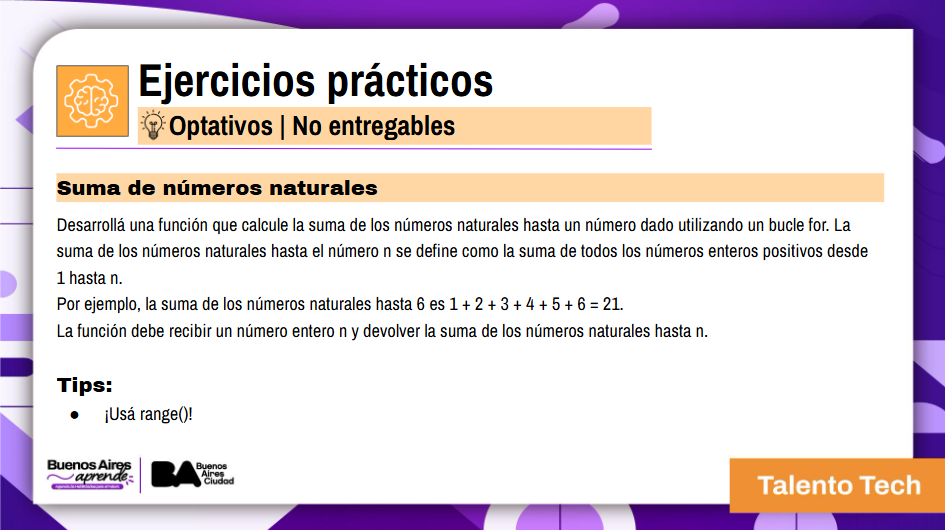 Ejercicios prácticos
Optativos | No entregables
Suma de números naturales
Desarrollá una función que calcule la suma de los números naturales hasta un número dado utilizando un bucle for. La
suma de los números naturales hasta el número n se define como la suma de todos los números enteros positivos desde
1 hasta n.
Por ejemplo, la suma de los números naturales hasta 6 es 1 + 2 + 3 + 4 + 5 + 6 = 21.
La función debe recibir un número entero n y devolver la suma de los números naturales hasta n.
Tips:
● ¡Usá range()!
Buenos Aires
aprende
BA Buenos
Aires
Ciudad
Talento Tech